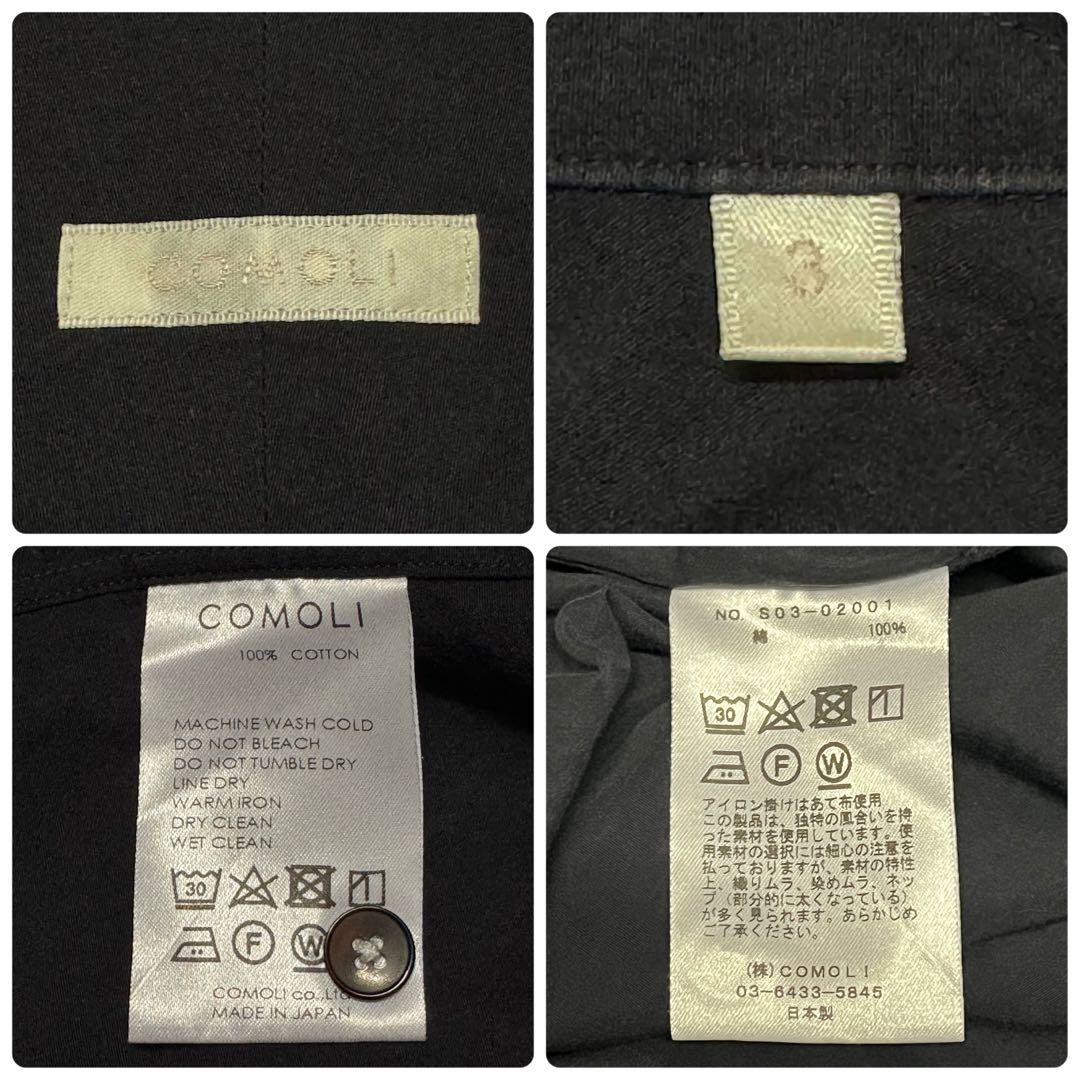 COMOLI
3
COMOLI
100% COTTON
MACHINE WASH COLD
DO NOT BLEACH
DO NOT TUMBLE DRY
LINE DRY
WARM IRON
DRY CLEAN
WET CLEAN
30
F W
COMOLI co.,Ltd
MADE IN JAPAN
NO. S03-02001
綿 100%
30
F W
アイロン掛けはあて布使用
この製品は、独特の風合いを持
った素材を使用しています。使
用素材の選択には細心の注意を
払っておりますが、素材の特性
上、織りムラ、染めムラ、ネッ
プ（部分的に太くなっている）
が多く見られます。あらかじめ
ご了承ください。
(株) COMOLI
03-6433-5845
日本製